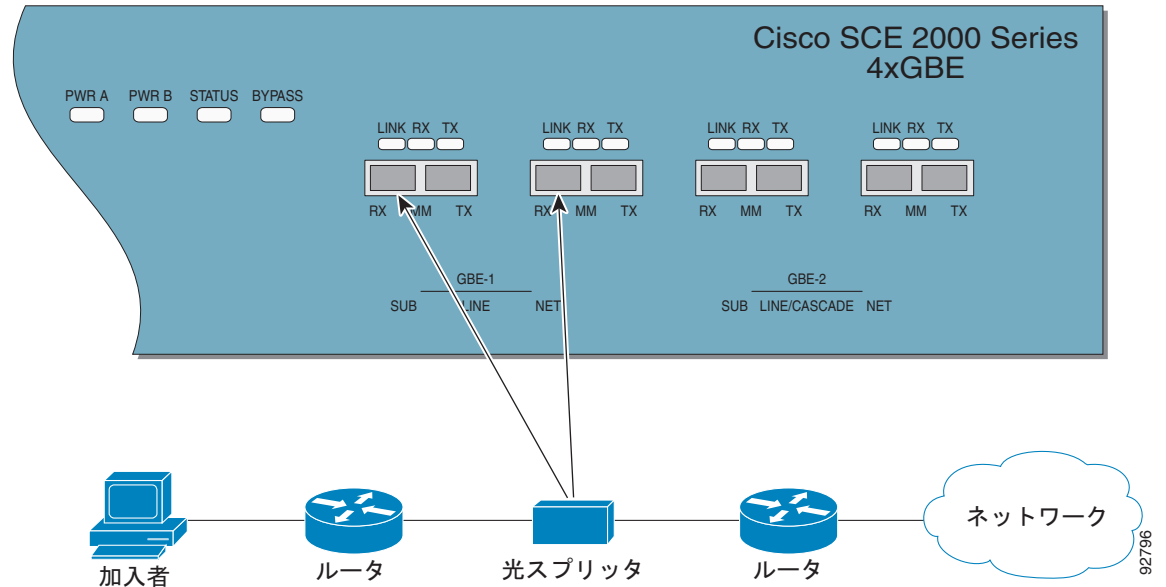 Cisco SCE 2000 Series
4xGBE
PWR A PWR B STATUS BYPASS
LINK RX TX LINK RX TX LINK RX TX LINK RX TX
RX MM TX RX MM TX RX MM TX RX MM TX
GBE-1 GBE-2
SUB LINE NET SUB LINE/CASCADE NET
ネットワーク
加入者 ルータ 光スプリッタ ルータ
92796